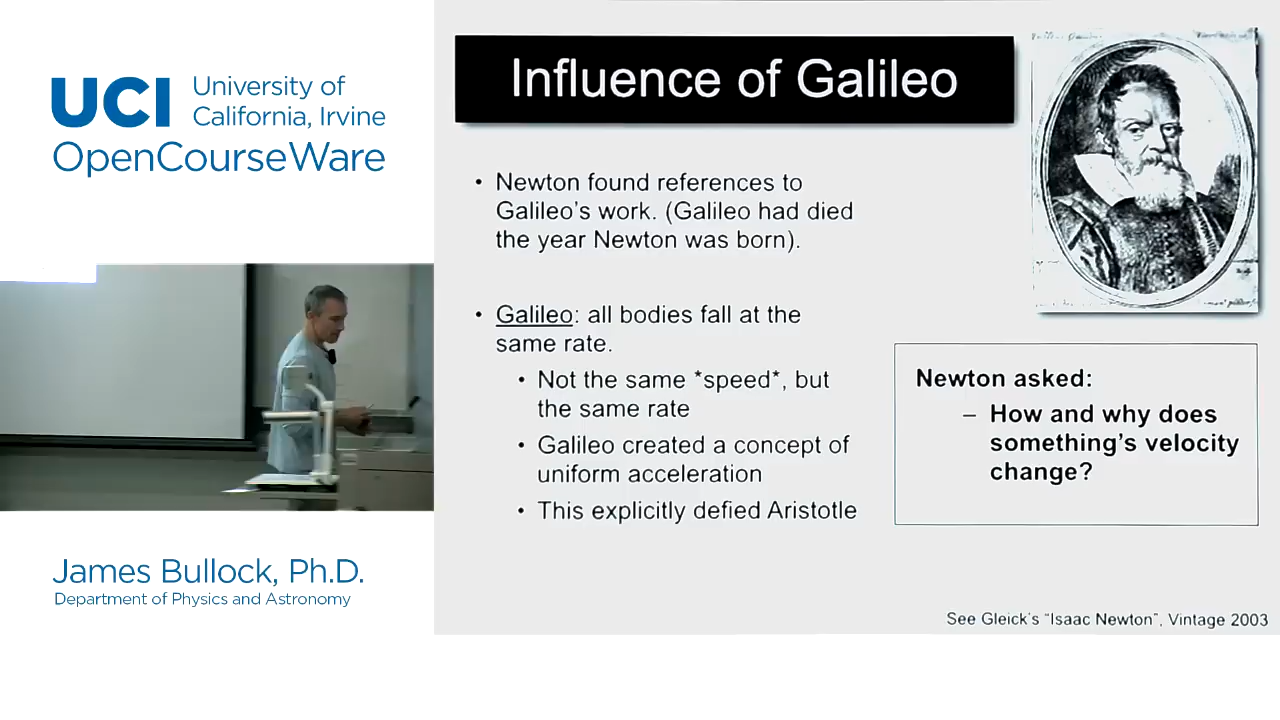 UCI University of
California, Irvine
OpenCourseWare
James Bullock, Ph.D.
Department of Physics and Astronomy
Influence of Galileo
• Newton found references to
Galileo's work. (Galileo had died
the year Newton was born).
• Galileo: all bodies fall at the
same rate.
• Not the same *speed*, but
the same rate
• Galileo created a concept of
uniform acceleration
• This explicitly defied Aristotle
Newton asked:
– How and why does
something's velocity
change?
See Gleick's "Isaac Newton", Vintage 2003